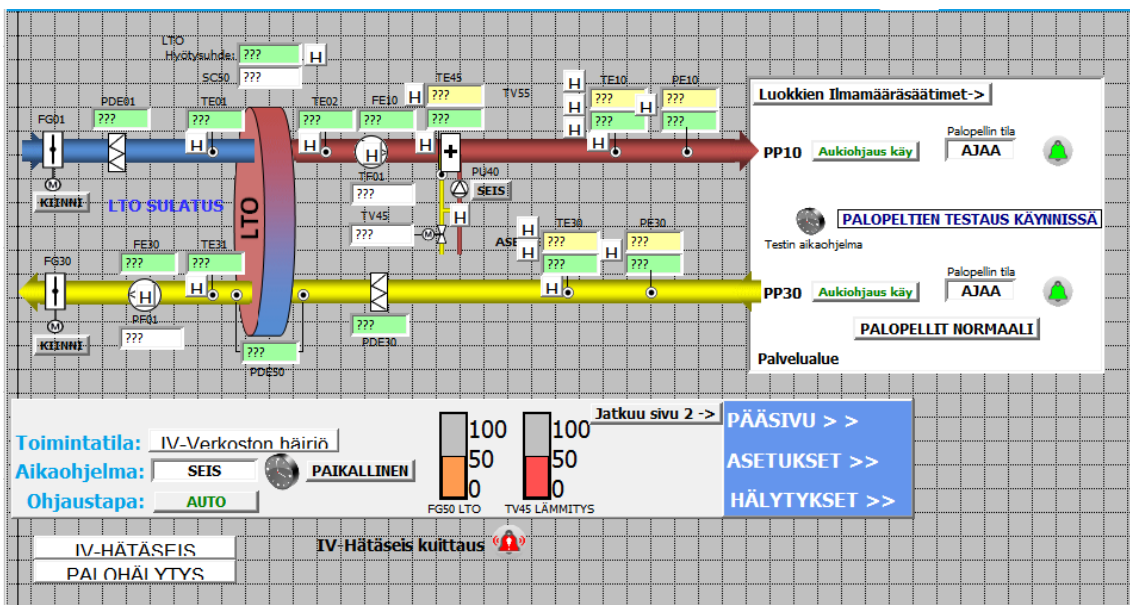 LTO
Hyötysuhde: ??? H
SC50 ???
TE45
H ???
TV55
H TE10 PE10
??? ???
H H
??? ???
H
H
PDE01
???
FG01
TE01
???
H
TE02 FE10
??? ???
H H
???
H
+
M
KIINNI
LTO SULATUS
LTO
TF01
???
PU40
SEIS
TV45
???
M
H
H TE30 PE30
??? ???
H H
??? ???
H
FE30 TE31
??? ???
H
FG30
H
M
KIINNI
PF01
???
???
PDE50
???
PDE30
Luokkien Ilmamääräsäätimet->
Palopellin tila
PP10 Aukiohjaus käy AJAA
PALOPELTIEN TESTAUS KÄYNNISSÄ
Testin aikaohjelma
Palopellin tila
PP30 Aukiohjaus käy AJAA
PALOPELLIT NORMAALI
Palvelualue
Toimintatila: IV-Verkoston häiriö
Aikaohjelma: SEIS PAIKALLINEN
Ohjaustapa: AUTO
100
50
0
FG50 LTO
100
50
0
TV45 LÄMMITYS
Jatkuu sivu 2 ->
PÄÄSIVU > >
ASETUKSET >>
HÄLYTYKSET >>
IV-HÄTÄSEIS
PALOHÄLYTYS
IV-Hätäseis kuittaus